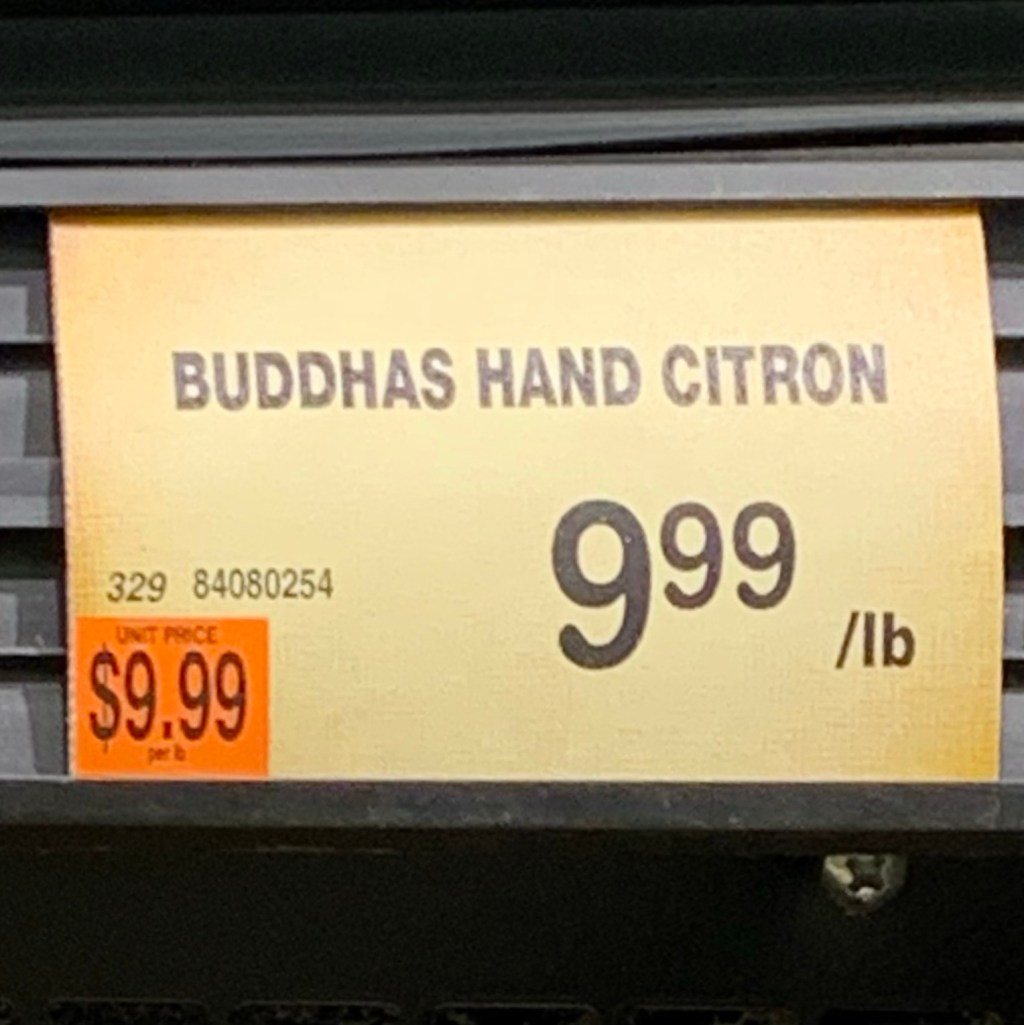 BUDDHAS HAND CITRON
9 99
/lb
329 84080254
UNIT PRICE
$9.99
per lb